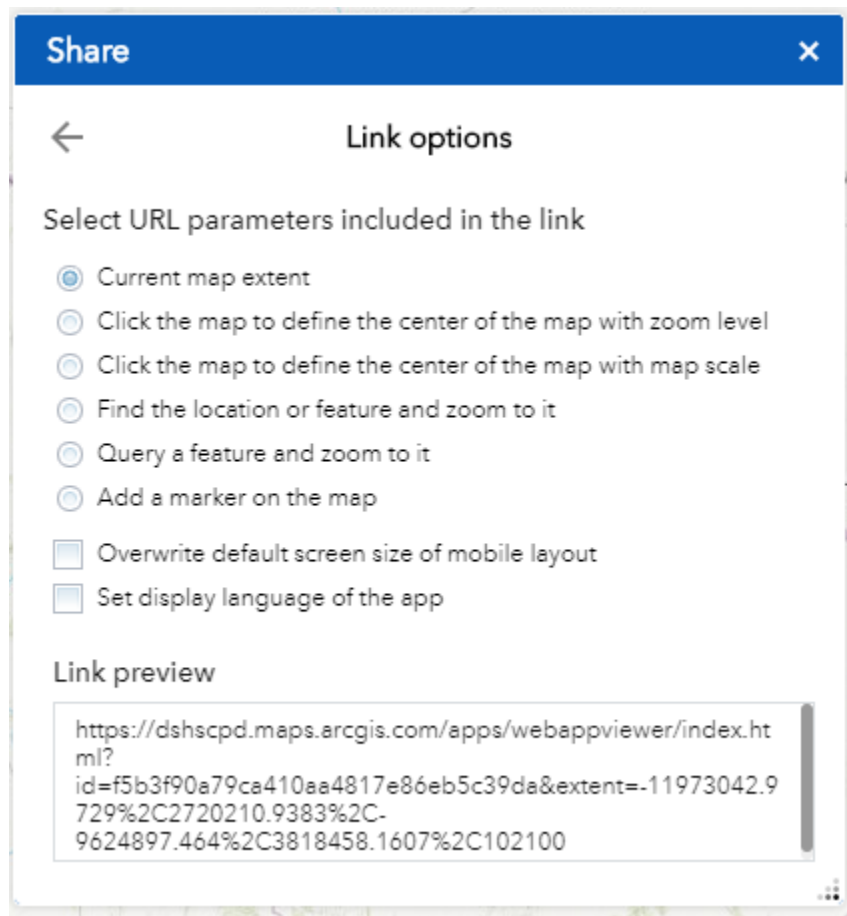 Share
Link options
Select URL parameters included in the link
Current map extent
Click the map to define the center of the map with zoom level
Click the map to define the center of the map with map scale
Find the location or feature and zoom to it
Query a feature and zoom to it
Add a marker on the map
Overwrite default screen size of mobile layout
Set display language of the app
Link preview
https://dshscpd.maps.arcgis.com/apps/webappviewer/index.ht
ml?
id=f5b3f90a79ca410aa4817e86eb5c39da&extent=-11973042.9
729%2C2720210.9383%2C-
9624897.464%2C3818458.1607%2C102100